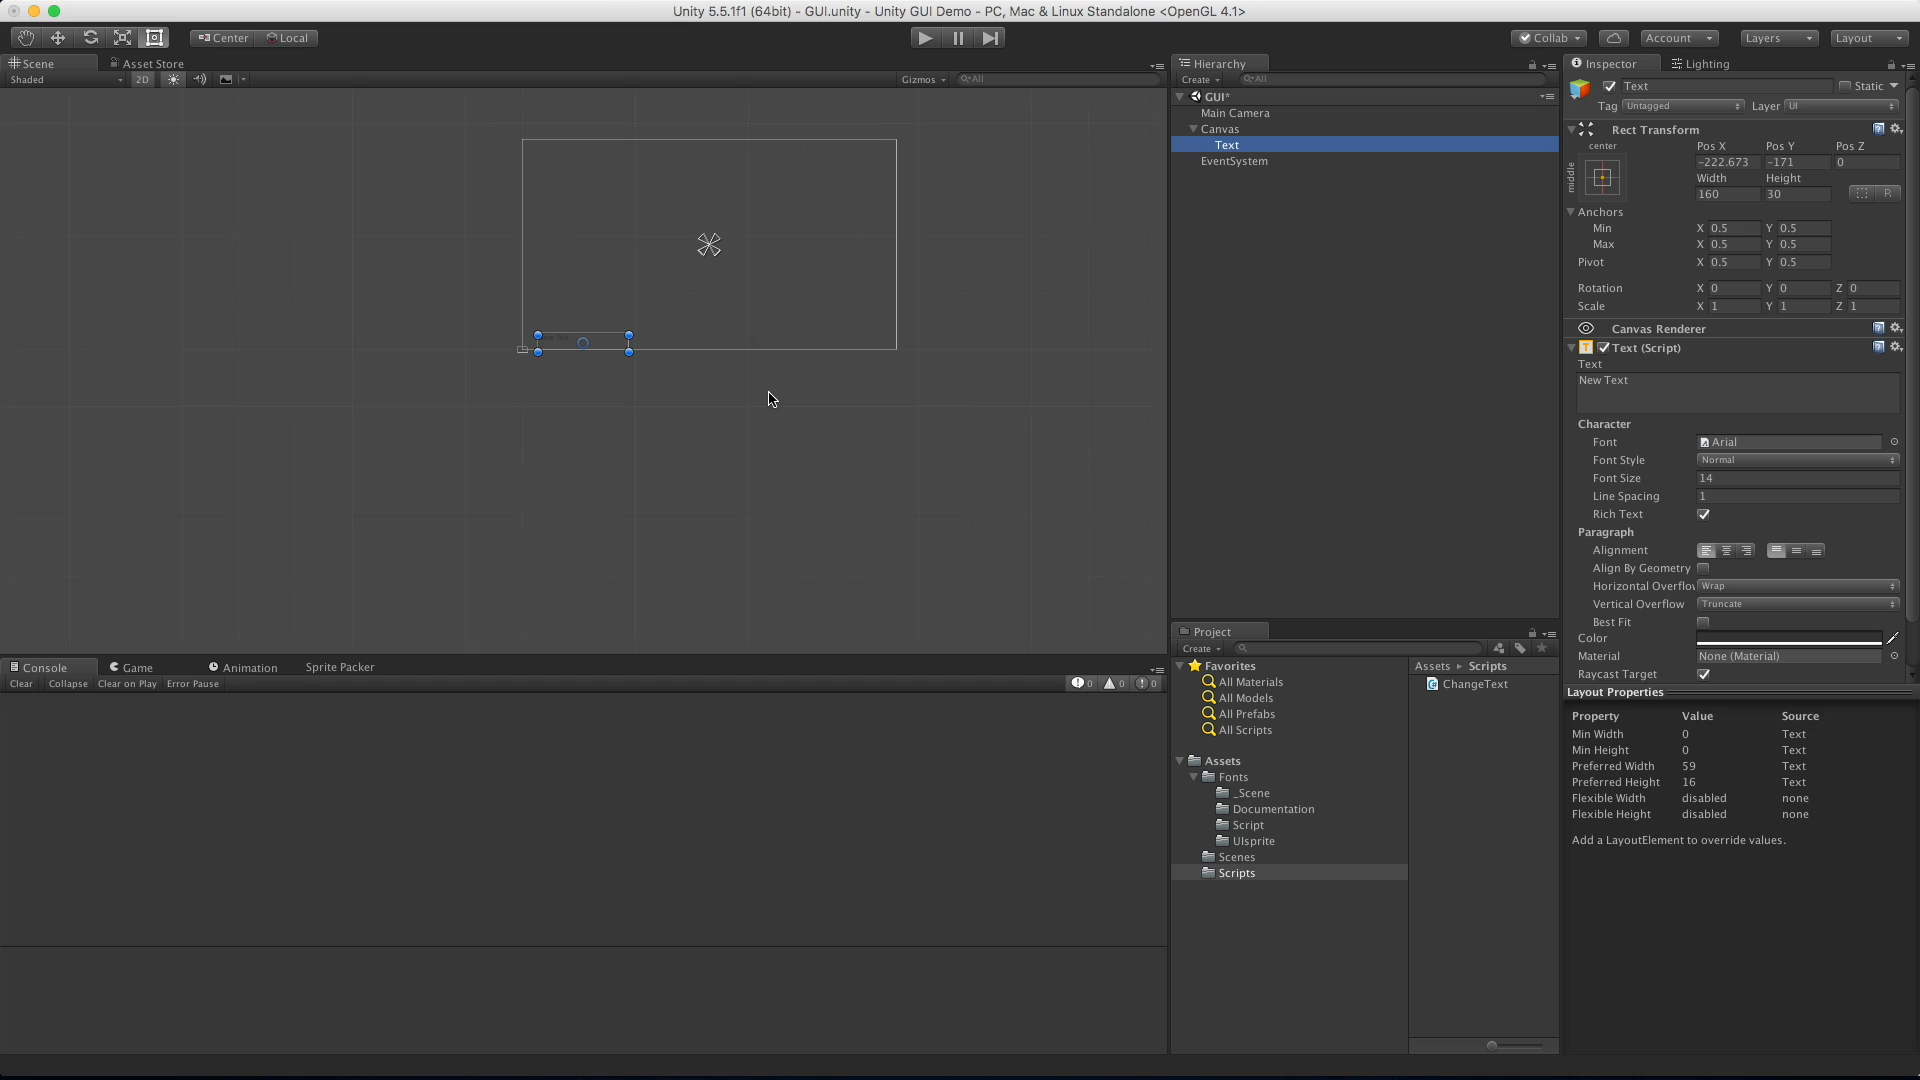 Unity 5.5.1f1 (64bit) - GUI.unity - Unity GUI Demo - PC, Mac & Linux Standalone <OpenGL 4.1>
Center Local
Collab Account Layers Layout
Scene Asset Store
Shaded 2D Gizmos All
Hierarchy
Create All
GUI*
Main Camera
Canvas
Text
EventSystem
Inspector Lighting
Text Static
Tag Untagged Layer UI
Rect Transform
center
middle
Pos X Pos Y Pos Z
-222.673 -171 0
Width Height
160 30 R
Anchors
Min X 0.5 Y 0.5
Max X 0.5 Y 0.5
Pivot X 0.5 Y 0.5
Rotation X 0 Y 0 Z 0
Scale X 1 Y 1 Z 1
Canvas Renderer
Text (Script)
Text
New Text
Character
Font Arial
Font Style Normal
Font Size 14
Line Spacing 1
Rich Text
Paragraph
Alignment
Align By Geometry
Horizontal Overflow Wrap
Vertical Overflow Truncate
Best Fit
Color
Material None (Material)
Raycast Target
Layout Properties
Property Value Source
Min Width 0 Text
Min Height 0 Text
Preferred Width 59 Text
Preferred Height 16 Text
Flexible Width disabled none
Flexible Height disabled none
Add a LayoutElement to override values.
Console Game Animation Sprite Packer
Clear Collapse Clear on Play Error Pause 0 0 0
Project
Create
Favorites
All Materials
All Models
All Prefabs
All Scripts
Assets
Fonts
_Scene
Documentation
Script
UIsprite
Scenes
Scripts
Assets Scripts
ChangeText